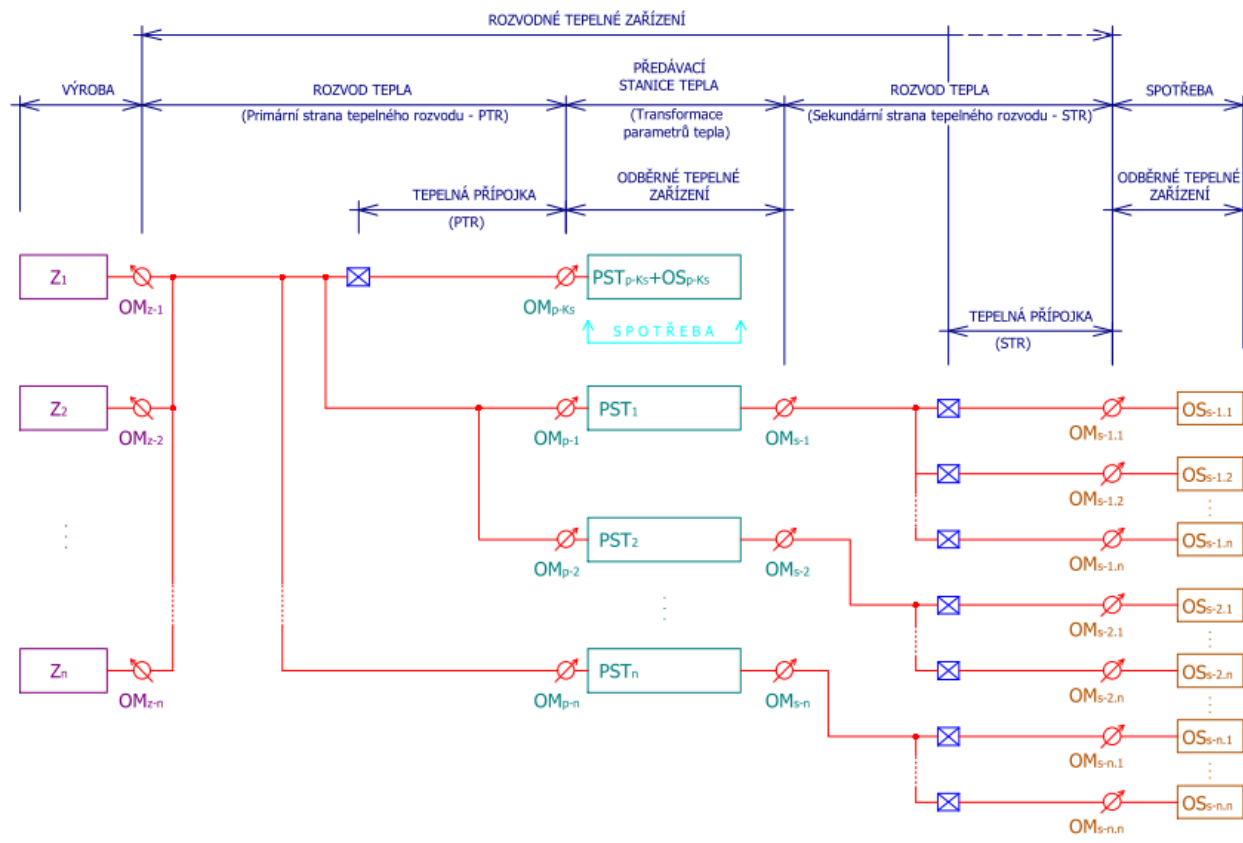 ROZVODNÉ TEPELNÉ ZAŘÍZENÍ
VÝROBA
ROZVOD TEPLA
(Primární strana tepelného rozvodu - PTR)
PŘEDÁVACÍ
STANICE TEPLA
(Transformace
parametrů tepla)
ROZVOD TEPLA
(Sekundární strana tepelného rozvodu - STR)
SPOTŘEBA
TEPELNÁ PŘÍPOJKA
(PTR)
ODBĚRNÉ TEPELNÉ
ZAŘÍZENÍ
ODBĚRNÉ TEPELNÉ
ZAŘÍZENÍ
Z1
OMz-1
OMp-Ks
PSTp-Ks+OSp-Ks
SPOTŘEBA
TEPELNÁ PŘÍPOJKA
(STR)
Z2
OMz-2
OMp-1
PST1
OMs-1
OMs-1.1
OSs-1.1
OMs-1.2
OSs-1.2
OMp-2
PST2
OMs-2
OMs-1.n
OSs-1.n
OMs-2.1
OSs-2.1
Zn
OMz-n
OMp-n
PSTn
OMs-n
OMs-2.n
OSs-2.n
OMs-n.1
OSs-n.1
OMs-n.n
OSs-n.n